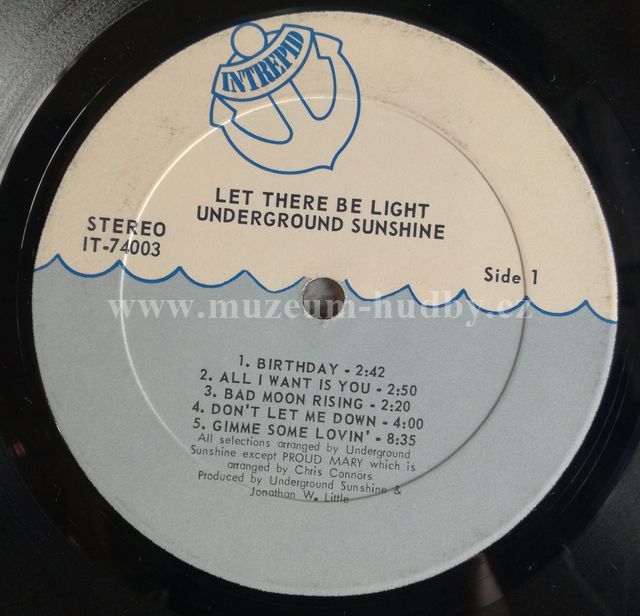 INTREPID
LET THERE BE LIGHT
UNDERGROUND SUNSHINE
STEREO
IT-74003
Side 1
www.muzeum-hudby.cz
1. BIRTHDAY - 2:42
2. ALL I WANT IS YOU - 2:50
3. BAD MOON RISING - 2:20
4. DON'T LET ME DOWN - 4:00
5. GIMME SOME LOVIN' - 8:35
All selections arranged by Underground
Sunshine except PROUD MARY which is
arranged by Chris Connors
Produced by Underground Sunshine &
Jonathan W. Little